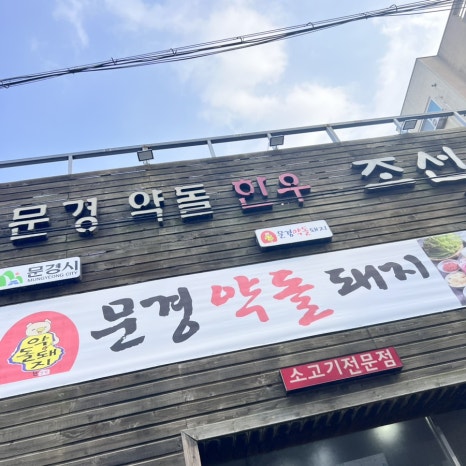 문경 약돌 한우 조선
문경약돌돼지
문경시
MUNGYEONG CITY
문경 약돌 돼지
약돌돼지
소고기전문점